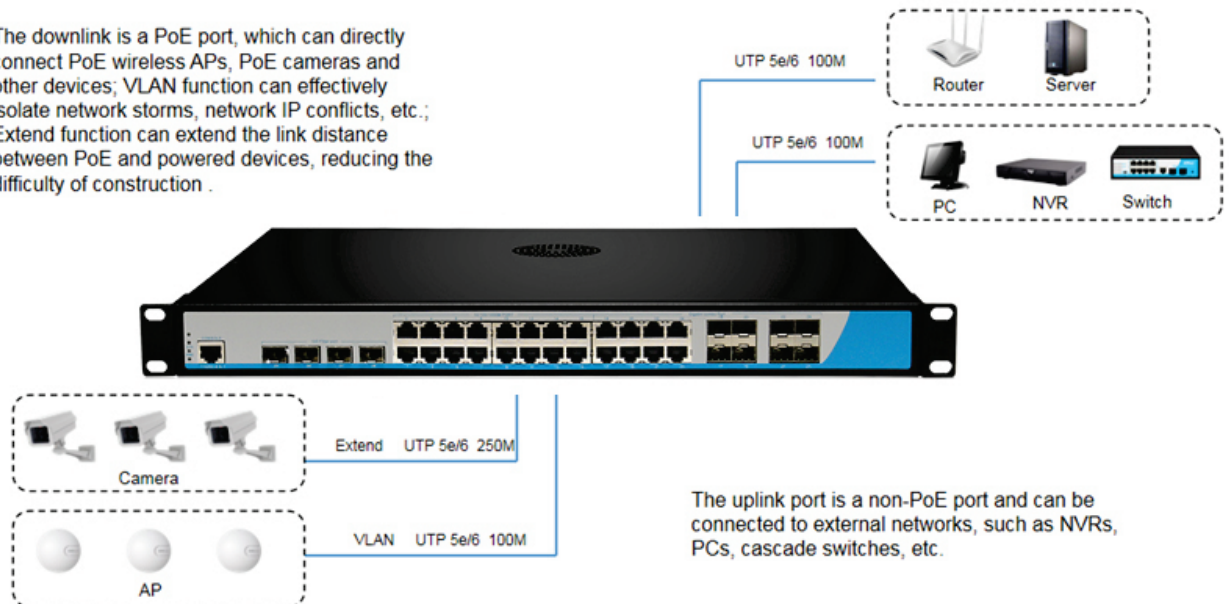 The downlink is a PoE port, which can directly
connect PoE wireless APs, PoE cameras and
other devices; VLAN function can effectively
isolate network storms, network IP conflicts, etc.;
Extend function can extend the link distance
between PoE and powered devices, reducing the
difficulty of construction .
UTP 5e/6 100M
Router Server
UTP 5e/6 100M
PC NVR Switch
Extend UTP 5e/6 250M
Camera
VLAN UTP 5e/6 100M
AP
The uplink port is a non-PoE port and can be
connected to external networks, such as NVRs,
PCs, cascade switches, etc.